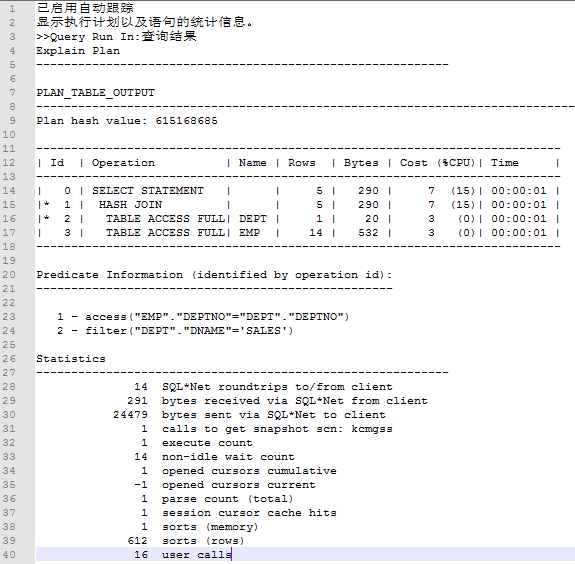 1 已启用自动跟踪
2 显示执行计划以及语句的统计信息。
3 >>Query Run In:查询结果
4 Explain Plan
5 -----------------------------------------------------------
6
7 PLAN_TABLE_OUTPUT
8 --------------------------------------------------------------------------------
9 Plan hash value: 615168685
10
11 ---------------------------------------------------------------------------
12 | Id  | Operation          | Name | Rows  | Bytes | Cost (%CPU)| Time     |
13 ---------------------------------------------------------------------------
14 |   0 | SELECT STATEMENT   |      |     5 |   290 |     7  (15)| 00:00:01 |
15 |*  1 |  HASH JOIN         |      |     5 |   290 |     7  (15)| 00:00:01 |
16 |*  2 |   TABLE ACCESS FULL| DEPT |     1 |    20 |     3   (0)| 00:00:01 |
17 |   3 |   TABLE ACCESS FULL| EMP  |    14 |   532 |     3   (0)| 00:00:01 |
18 ---------------------------------------------------------------------------
19
20 Predicate Information (identified by operation id):
21 ---------------------------------------------------
22
23    1 - access("EMP"."DEPTNO"="DEPT"."DEPTNO")
24    2 - filter("DEPT"."DNAME"='SALES')
25
26 Statistics
27 -----------------------------------------------------------
28               14  SQL*Net roundtrips to/from client
29              291  bytes received via SQL*Net from client
30            24479  bytes sent via SQL*Net to client
31                1  calls to get snapshot scn: kcmgss
32                1  execute count
33               14  non-idle wait count
34                1  opened cursors cumulative
35               -1  opened cursors current
36                1  parse count (total)
37                1  session cursor cache hits
38                1  sorts (memory)
39              612  sorts (rows)
40               16  user calls